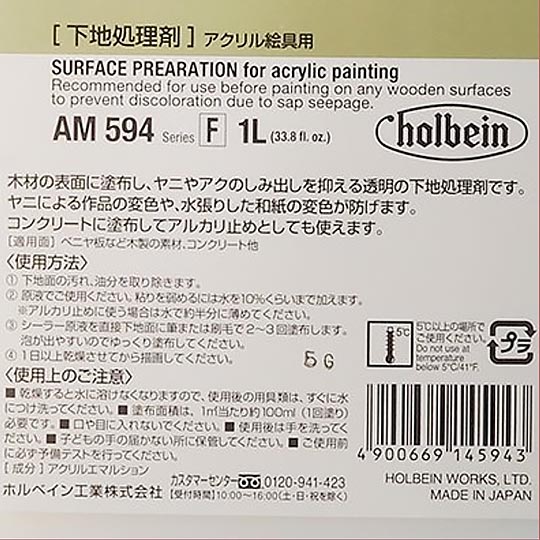 [ 下地処理剤 ] アクリル絵具用
SURFACE PREARATION for acrylic painting
Recommended for use before painting on any wooden surfaces
to prevent discoloration due to sap seepage.
AM 594 Series F 1L (33.8 fl. oz.)
holbein
木材の表面に塗布し、ヤニやアクのしみ出しを抑える透明の下地処理剤です。
ヤニによる作品の変色や、水張りした和紙の変色が防げます。
コンクリートに塗布してアルカリ止めとしても使えます。
[適用面] ベニヤ板など木製の素材、コンクリート他
〈使用方法〉
① 下地面の汚れ、油分を取り除きます。
② 原液でご使用ください。粘りを弱めるには水を10%くらいまで加えます。
※アルカリ止めに使う場合は水で約半分に薄めてください。
③ シーラー原液を直接下地面に筆または刷毛で2〜3回塗布します。
泡が出やすいのでゆっくり塗布してください。
④ 1日以上乾燥させてから描画してください。
5G
5℃
5℃以上の場所で
ご使用ください。
Do not use at
temperature
below 5℃/41℉.
プラ
〈使用上のご注意〉
■ 乾燥すると水に溶けなくなりますので、使用後の用具類は、すぐに水
につけ洗ってください。■ 塗布面積は、1㎡当たり約100ml (1回塗り)
必要です。■ 口や目に入れないでください。■ 使用後は手を洗ってく
ださい。■ 子どもの手の届かない所に保管してください。■ ご使用前
に必ず予備テストを行ってください。
[成分] アクリルエマルション
ホルベイン工業株式会社
カスタマーセンター 0120-941-423
【受付時間】10:00〜16:00(土・日・祝を除く)
4900669145943
HOLBEIN WORKS, LTD.
MADE IN JAPAN